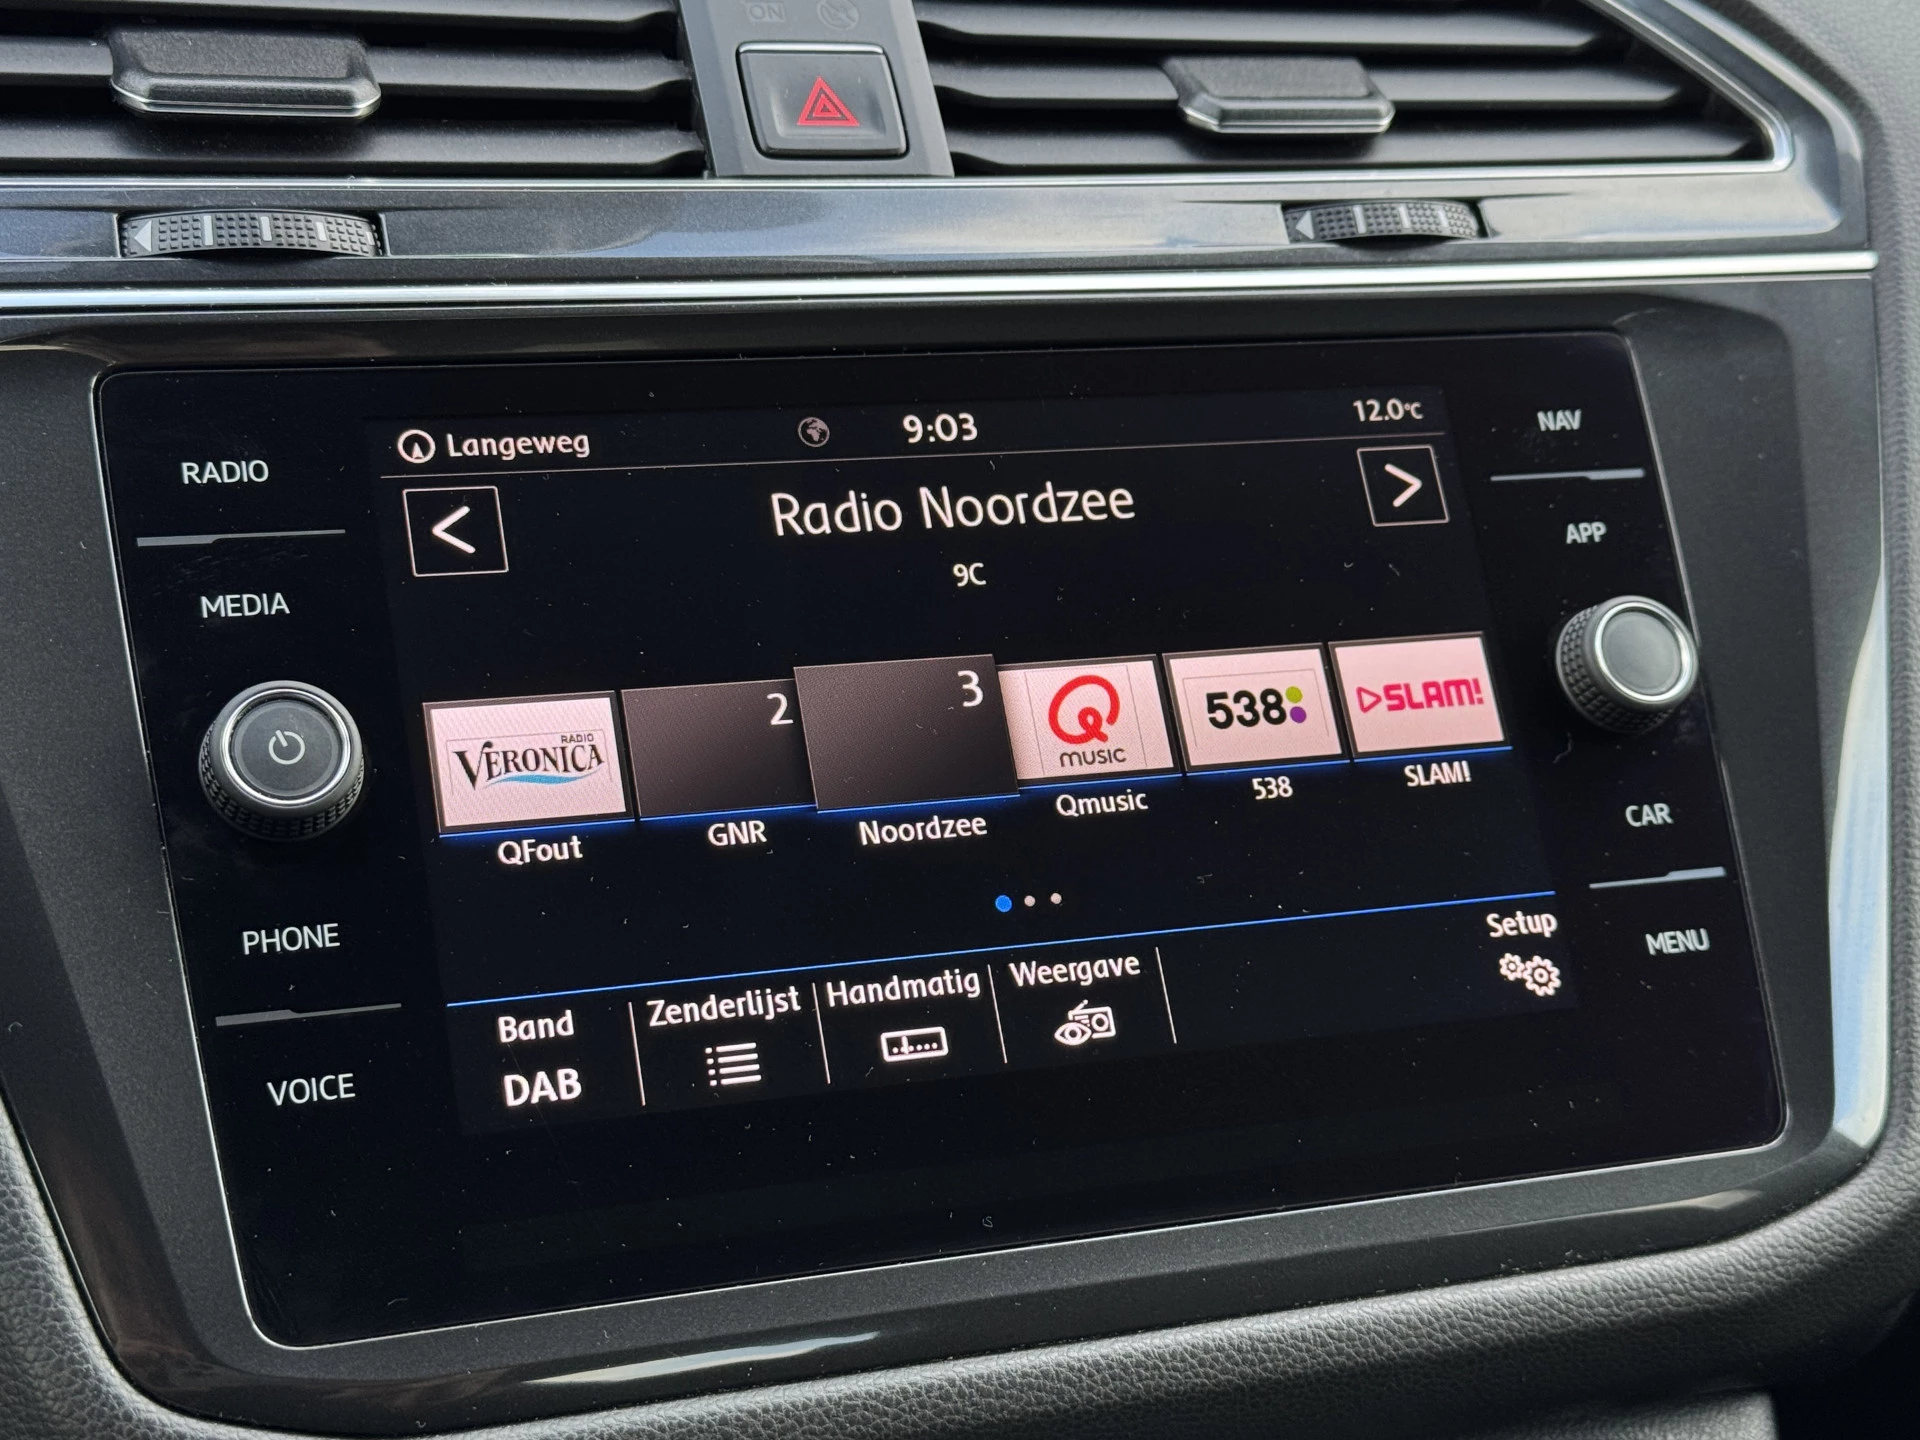 ON
RADIO
MEDIA
PHONE
VOICE
Langeweg
9:03
12.0°C
<
Radio Noordzee
>
9C
RADIO
VERONICA
2
3
Q
MUSIC
538
SLAM!
QFout
GNR
Noordzee
Qmusic
538
SLAM!
Band
DAB
Zenderlijst
Handmatig
Weergave
Setup
NAV
APP
CAR
MENU